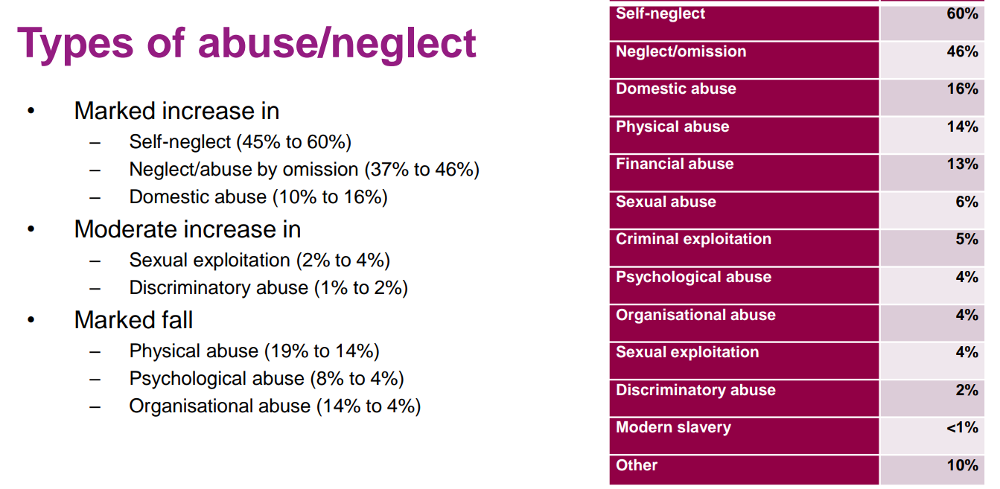 Types of abuse/neglect
• Marked increase in
– Self-neglect (45% to 60%)
– Neglect/abuse by omission (37% to 46%)
– Domestic abuse (10% to 16%)
• Moderate increase in
– Sexual exploitation (2% to 4%)
– Discriminatory abuse (1% to 2%)
• Marked fall
– Physical abuse (19% to 14%)
– Psychological abuse (8% to 4%)
– Organisational abuse (14% to 4%)
Self-neglect 60%
Neglect/omission 46%
Domestic abuse 16%
Physical abuse 14%
Financial abuse 13%
Sexual abuse 6%
Criminal exploitation 5%
Psychological abuse 4%
Organisational abuse 4%
Sexual exploitation 4%
Discriminatory abuse 2%
Modern slavery <1%
Other 10%